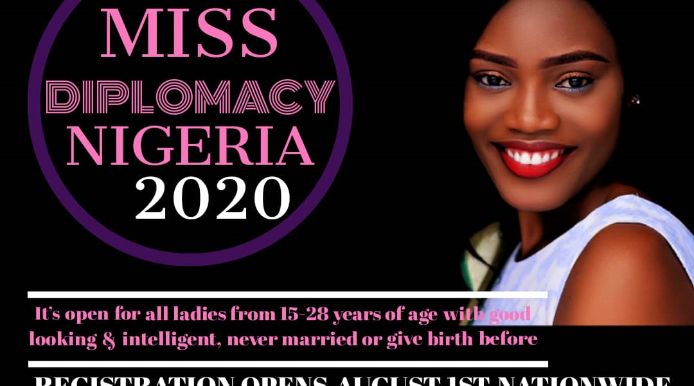 MISS
DIPLOMACY
NIGERIA
2020
It's open for all ladies from 15-28 years of age with good
looking & intelligent, never married or give birth before
REGISTRATION OPENS AUGUST 1ST NATIONWIDE